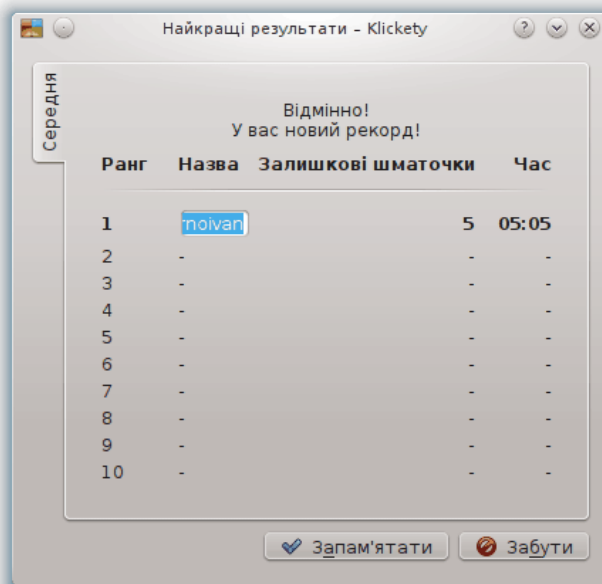 Найкращі результати – Klickety
Середня
Відмінно!
У вас новий рекорд!
Ранг Назва Залишкові шматочки Час
1 rnoivan 5 05:05
2 - - -
3 - - -
4 - - -
5 - - -
6 - - -
7 - - -
8 - - -
9 - - -
10 - - -
Запам'ятати Забути